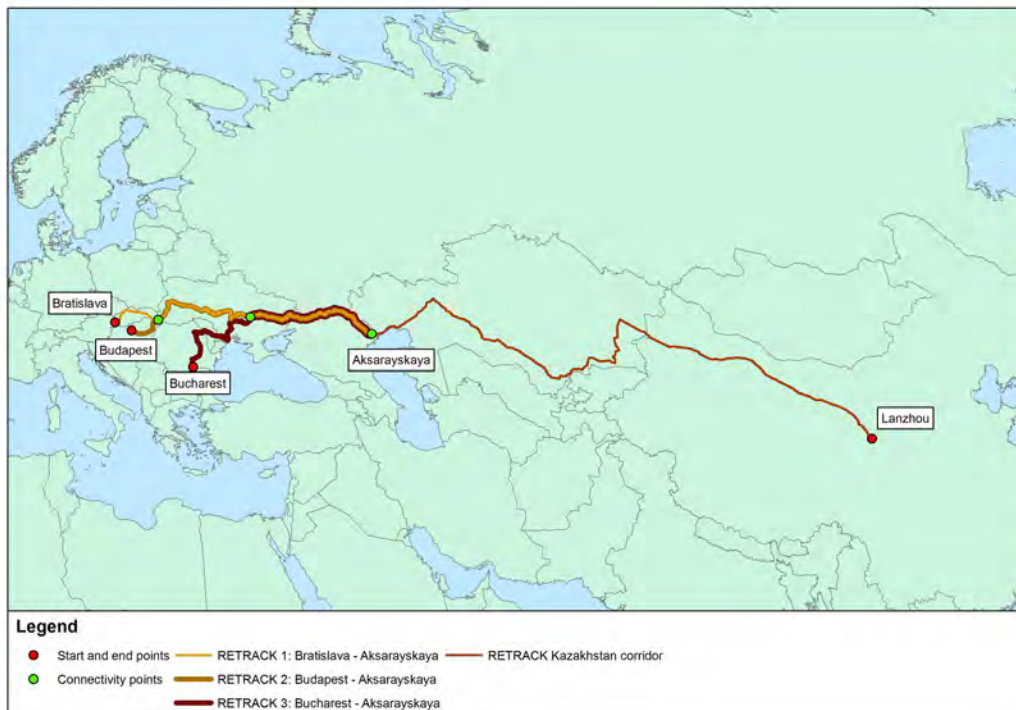 Bratislava
Budapest
Bucharest
Aksarayskaya
Lanzhou
Legend
Start and end points
Connectivity points
RETRACK 1: Bratislava - Aksarayskaya
RETRACK 2: Budapest - Aksarayskaya
RETRACK 3: Bucharest - Aksarayskaya
RETRACK Kazakhstan corridor